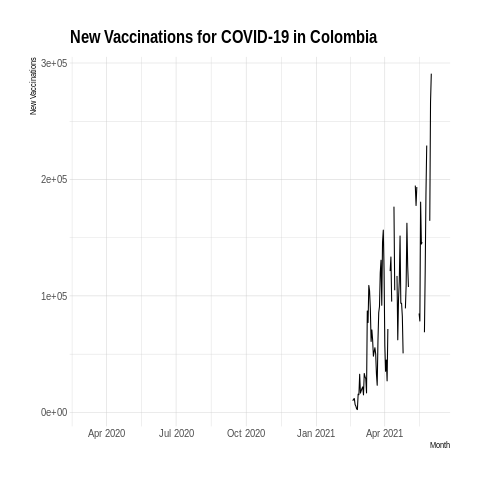 New Vaccinations for COVID-19 in Colombia
New Vaccinations
3e+05
2e+05
1e+05
0e+00
Apr 2020 Jul 2020 Oct 2020 Jan 2021 Apr 2021
Month